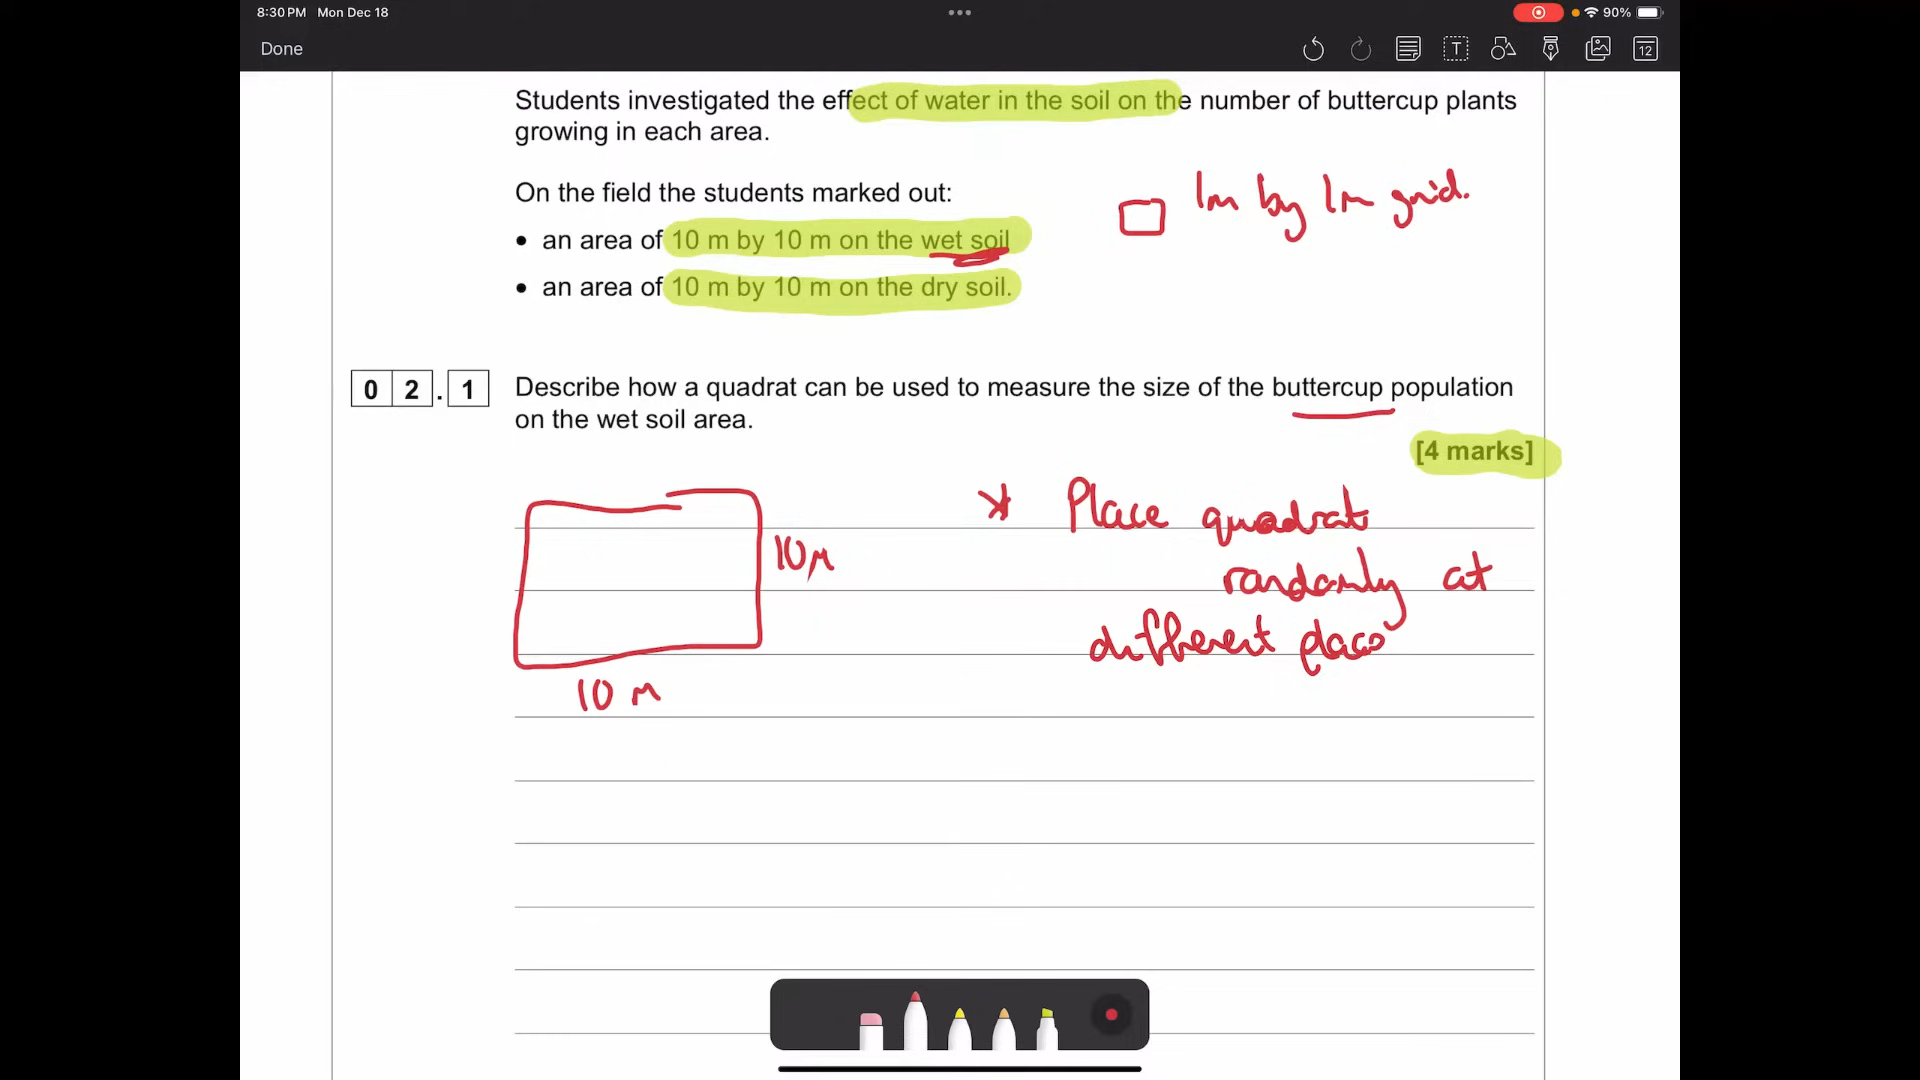 8:30 PM Mon Dec 18
90%
Done
T
12
Students investigated the effect of water in the soil on the number of buttercup plants
growing in each area.
On the field the students marked out:
1m by 1m grid.
• an area of 10 m by 10 m on the wet soil
• an area of 10 m by 10 m on the dry soil.
0 2 . 1 Describe how a quadrat can be used to measure the size of the buttercup population
on the wet soil area.
[4 marks]
* Place quadrat
10m
randomly at
different places
10 m